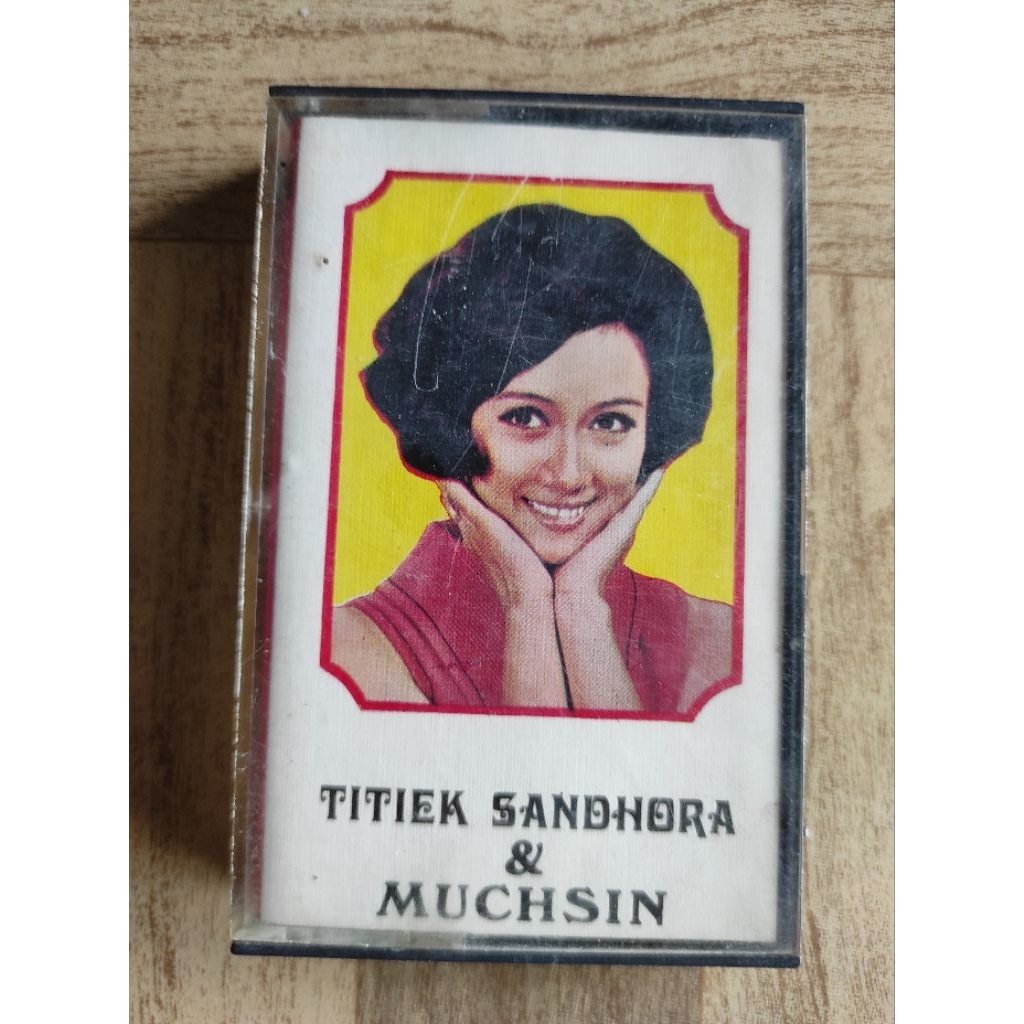 TITIEK SANDHORA
&
MUCHSIN